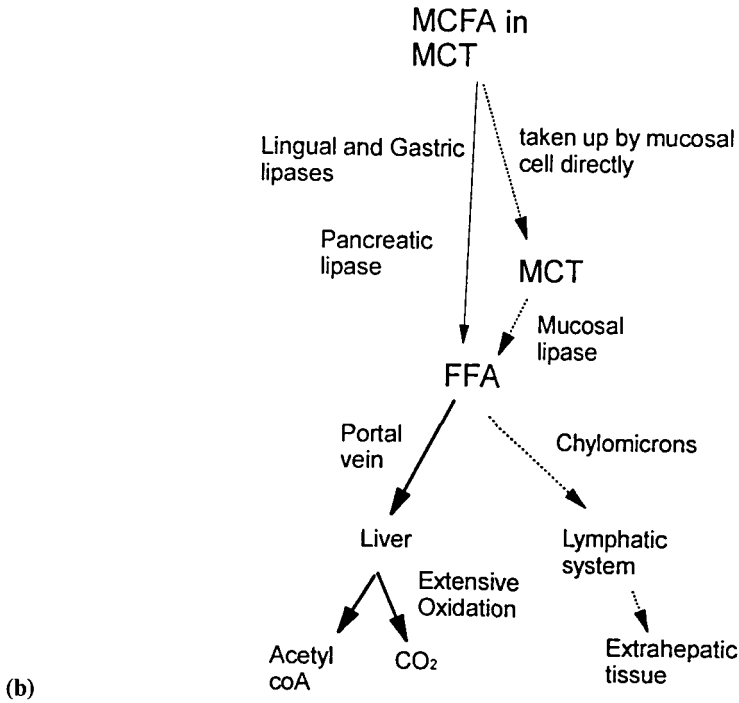 MCFA in
MCT
Lingual and Gastric
lipases
taken up by mucosal
cell directly
Pancreatic
lipase
MCT
Mucosal
lipase
FFA
Portal
vein
Chylomicrons
Liver
Lymphatic
system
Extensive
Oxidation
Acetyl
coA
CO₂
Extrahepatic
tissue
(b)